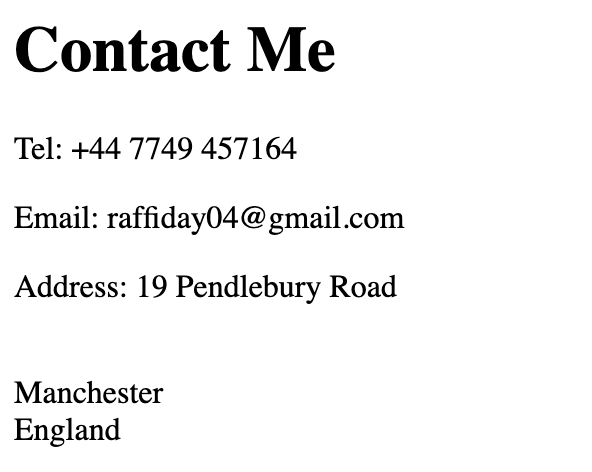 Contact Me
Tel: +44 7749 457164
Email: raffiday04@gmail.com
Address: 19 Pendlebury Road
Manchester
England